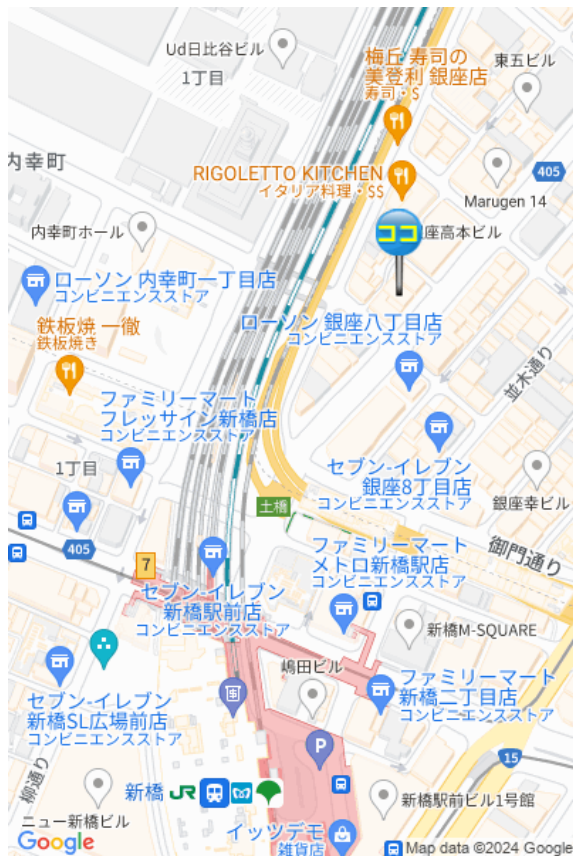 Ud日比谷ビル
1丁目
梅丘 寿司の
美登利 銀座店
寿司・$
東五ビル
内幸町
RIGOLETTO KITCHEN
イタリア料理・$$
405
Marugen 14
内幸町ホール
ココ
座高本ビル
ローソン 内幸町一丁目店
コンビニエンスストア
鉄板焼 一徹
鉄板焼き
ローソン 銀座八丁目店
コンビニエンスストア
並木通り
ファミリーマート
フレッサイン新橋店
コンビニエンスストア
1丁目
セブン-イレブン
銀座8丁目店
コンビニエンスストア
銀座幸ビル
土橋
405
7
御門通り
ファミリーマート
メトロ新橋駅店
コンビニエンスストア
セブン-イレブン
新橋駅前店
コンビニエンスストア
新橋M-SQUARE
嶋田ビル
セブン-イレブン
新橋SL広場前店
コンビニエンスストア
ファミリーマート
新橋二丁目店
コンビニエンスストア
P
15
柳通り
新橋 JR
新橋駅前ビル1号館
ニュー新橋ビル
イッツデモ
雑貨店
Google
Map data ©2024 Google